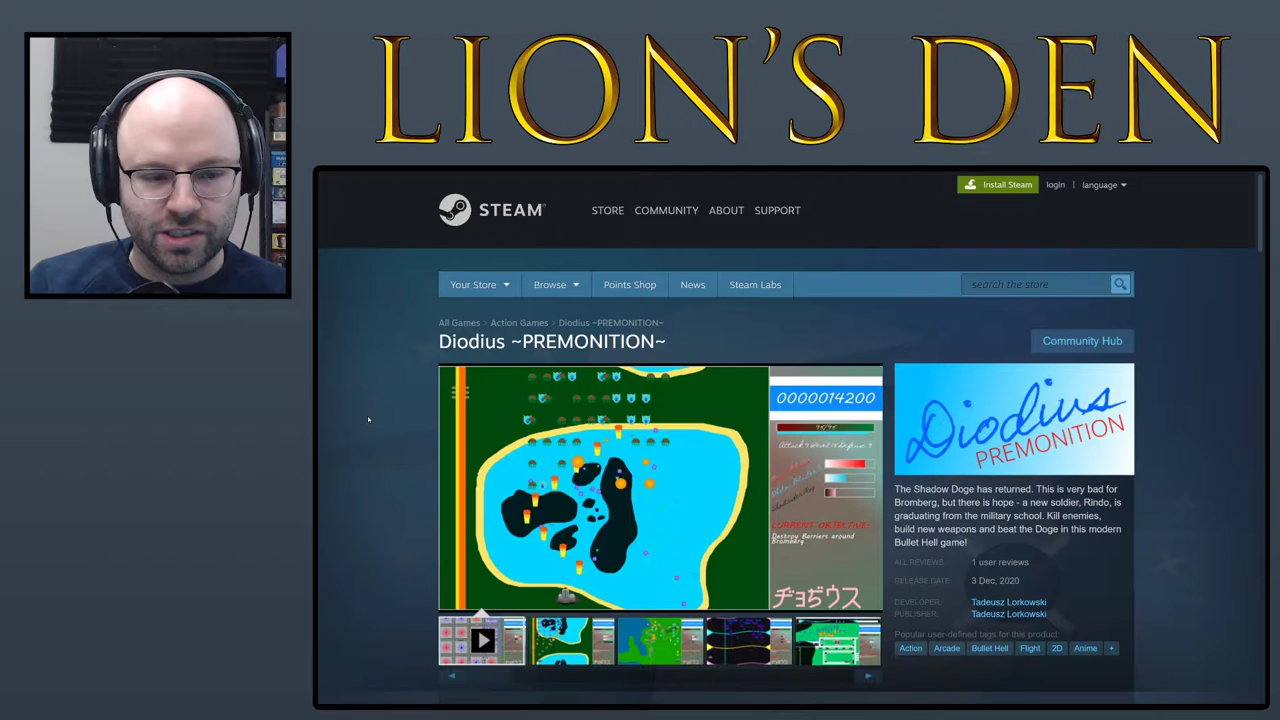 LION'S DEN
Install Steam
login
language
STEAM
STORE
COMMUNITY
ABOUT
SUPPORT
Your Store
Browse
Points Shop
News
Steam Labs
search the store
All Games > Action Games > Diodius ~PREMONITION~
Diodius ~PREMONITION~
Community Hub
0000014200
CURRENT OBJECTIVE:
Destroy Barriers around
Bromberg
ヂョぢウス
Diodius
PREMONITION
The Shadow Doge has returned. This is very bad for
Bromberg, but there is hope - a new soldier, Rindo, is
graduating from the military school. Kill enemies,
build new weapons and beat the Doge in this modern
Bullet Hell game!
ALL REVIEWS:
1 user reviews
RELEASE DATE:
3 Dec, 2020
DEVELOPER:
Tadeusz Lorkowski
PUBLISHER:
Tadeusz Lorkowski
Popular user-defined tags for this product:
Action
Arcade
Bullet Hell
Flight
2D
Anime
+